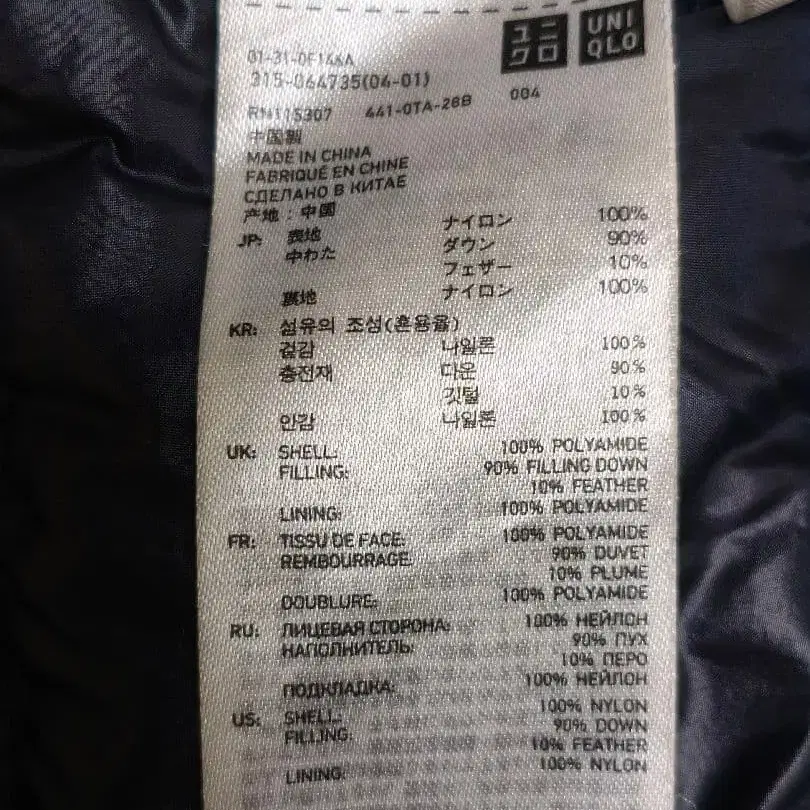 ユニ
クロ
UNI
QLO
01-31-0F146A
315-064735(04-01)
RN115307 441-0TA-28B 004
中国製
MADE IN CHINA
FABRIQUÉ EN CHINE
СДЕЛАНО В КИТАЕ
产地：中国
JP: 表地 ナイロン 100%
中わた ダウン 90%
フェザー 10%
裏地 ナイロン 100%
KR: 섬유의 조성(혼용율)
겉감 나일론 100%
충전재 다운 90%
깃털 10%
안감 나일론 100%
UK: SHELL: 100% POLYAMIDE
FILLING: 90% FILLING DOWN
10% FEATHER
LINING: 100% POLYAMIDE
FR: TISSU DE FACE: 100% POLYAMIDE
REMBOURRAGE: 90% DUVET
10% PLUME
DOUBLURE: 100% POLYAMIDE
RU: ЛИЦЕВАЯ СТОРОНА: 100% НЕЙЛОН
НАПОЛНИТЕЛЬ: 90% ПУХ
10% ПЕРО
ПОДКЛАДКА: 100% НЕЙЛОН
US: SHELL: 100% NYLON
FILLING: 90% DOWN
10% FEATHER
LINING: 100% NYLON